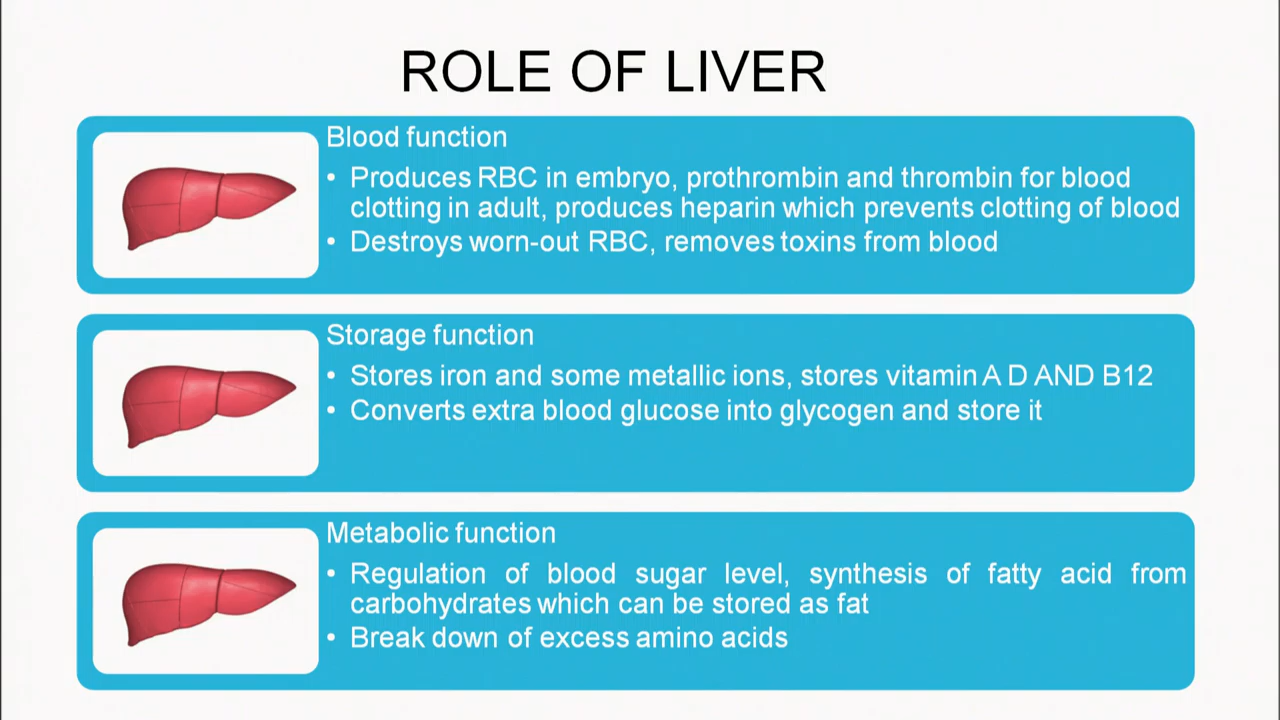 ROLE OF LIVER
Blood function
• Produces RBC in embryo, prothrombin and thrombin for blood
clotting in adult, produces heparin which prevents clotting of blood
• Destroys worn-out RBC, removes toxins from blood
Storage function
• Stores iron and some metallic ions, stores vitamin A D AND B12
• Converts extra blood glucose into glycogen and store it
Metabolic function
• Regulation of blood sugar level, synthesis of fatty acid from
carbohydrates which can be stored as fat
• Break down of excess amino acids